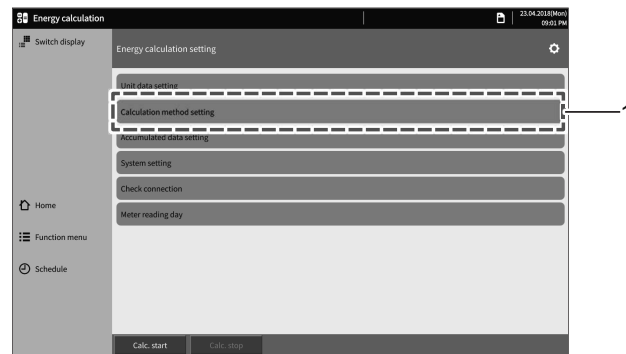 Energy calculation
23.04.2018(Mon)
09:01 PM
Switch display
Energy calculation setting
Unit data setting
Calculation method setting
1
Accumulated data setting
System setting
Check connection
Meter reading day
Home
Function menu
Schedule
Calc. start
Calc. stop